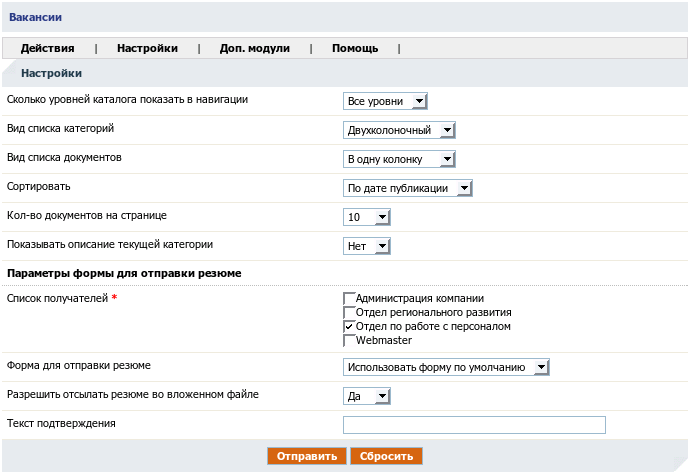 Вакансии
Действия | Настройки | Доп. модули | Помощь |
Настройки
Сколько уровней каталога показать в навигации Все уровни
Вид списка категорий Двухколоночный
Вид списка документов В одну колонку
Сортировать По дате публикации
Кол-во документов на странице 10
Показывать описание текущей категории Нет
Параметры формы для отправки резюме
Список получателей * Администрация компании
Отдел регионального развития
Отдел по работе с персоналом
Webmaster
Форма для отправки резюме Использовать форму по умолчанию
Разрешить отсылать резюме во вложенном файле Да
Текст подтверждения
Отправить Сбросить